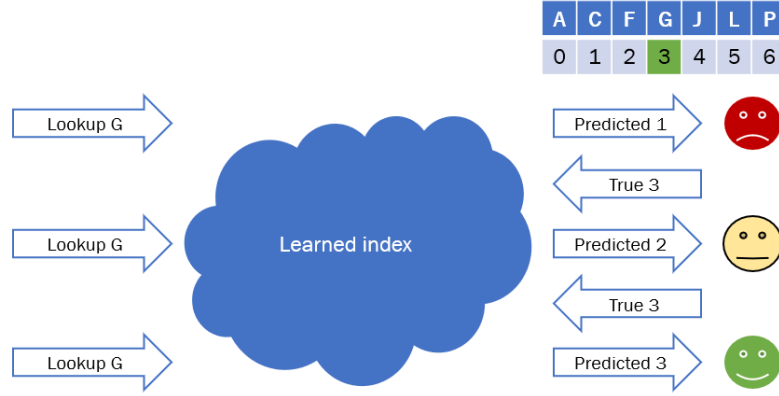 A C F G J L P
0 1 2 3 4 5 6
Lookup G
Predicted 1
True 3
Lookup G
Learned index
Predicted 2
True 3
Lookup G
Predicted 3